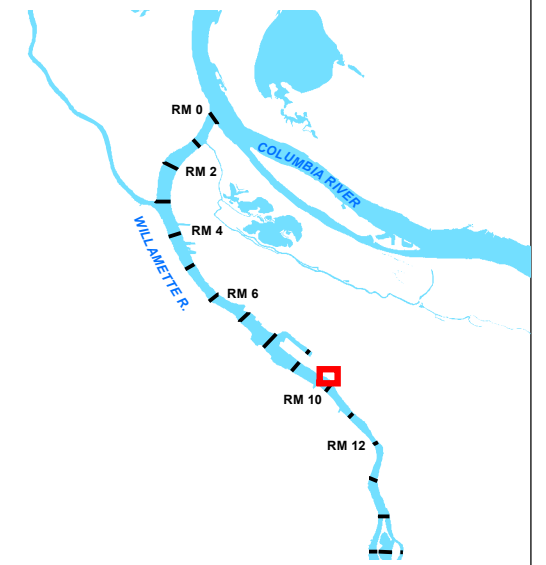 RM 0
COLUMBIA RIVER
RM 2
WILLAMETTE R.
RM 4
RM 6
RM 10
RM 12